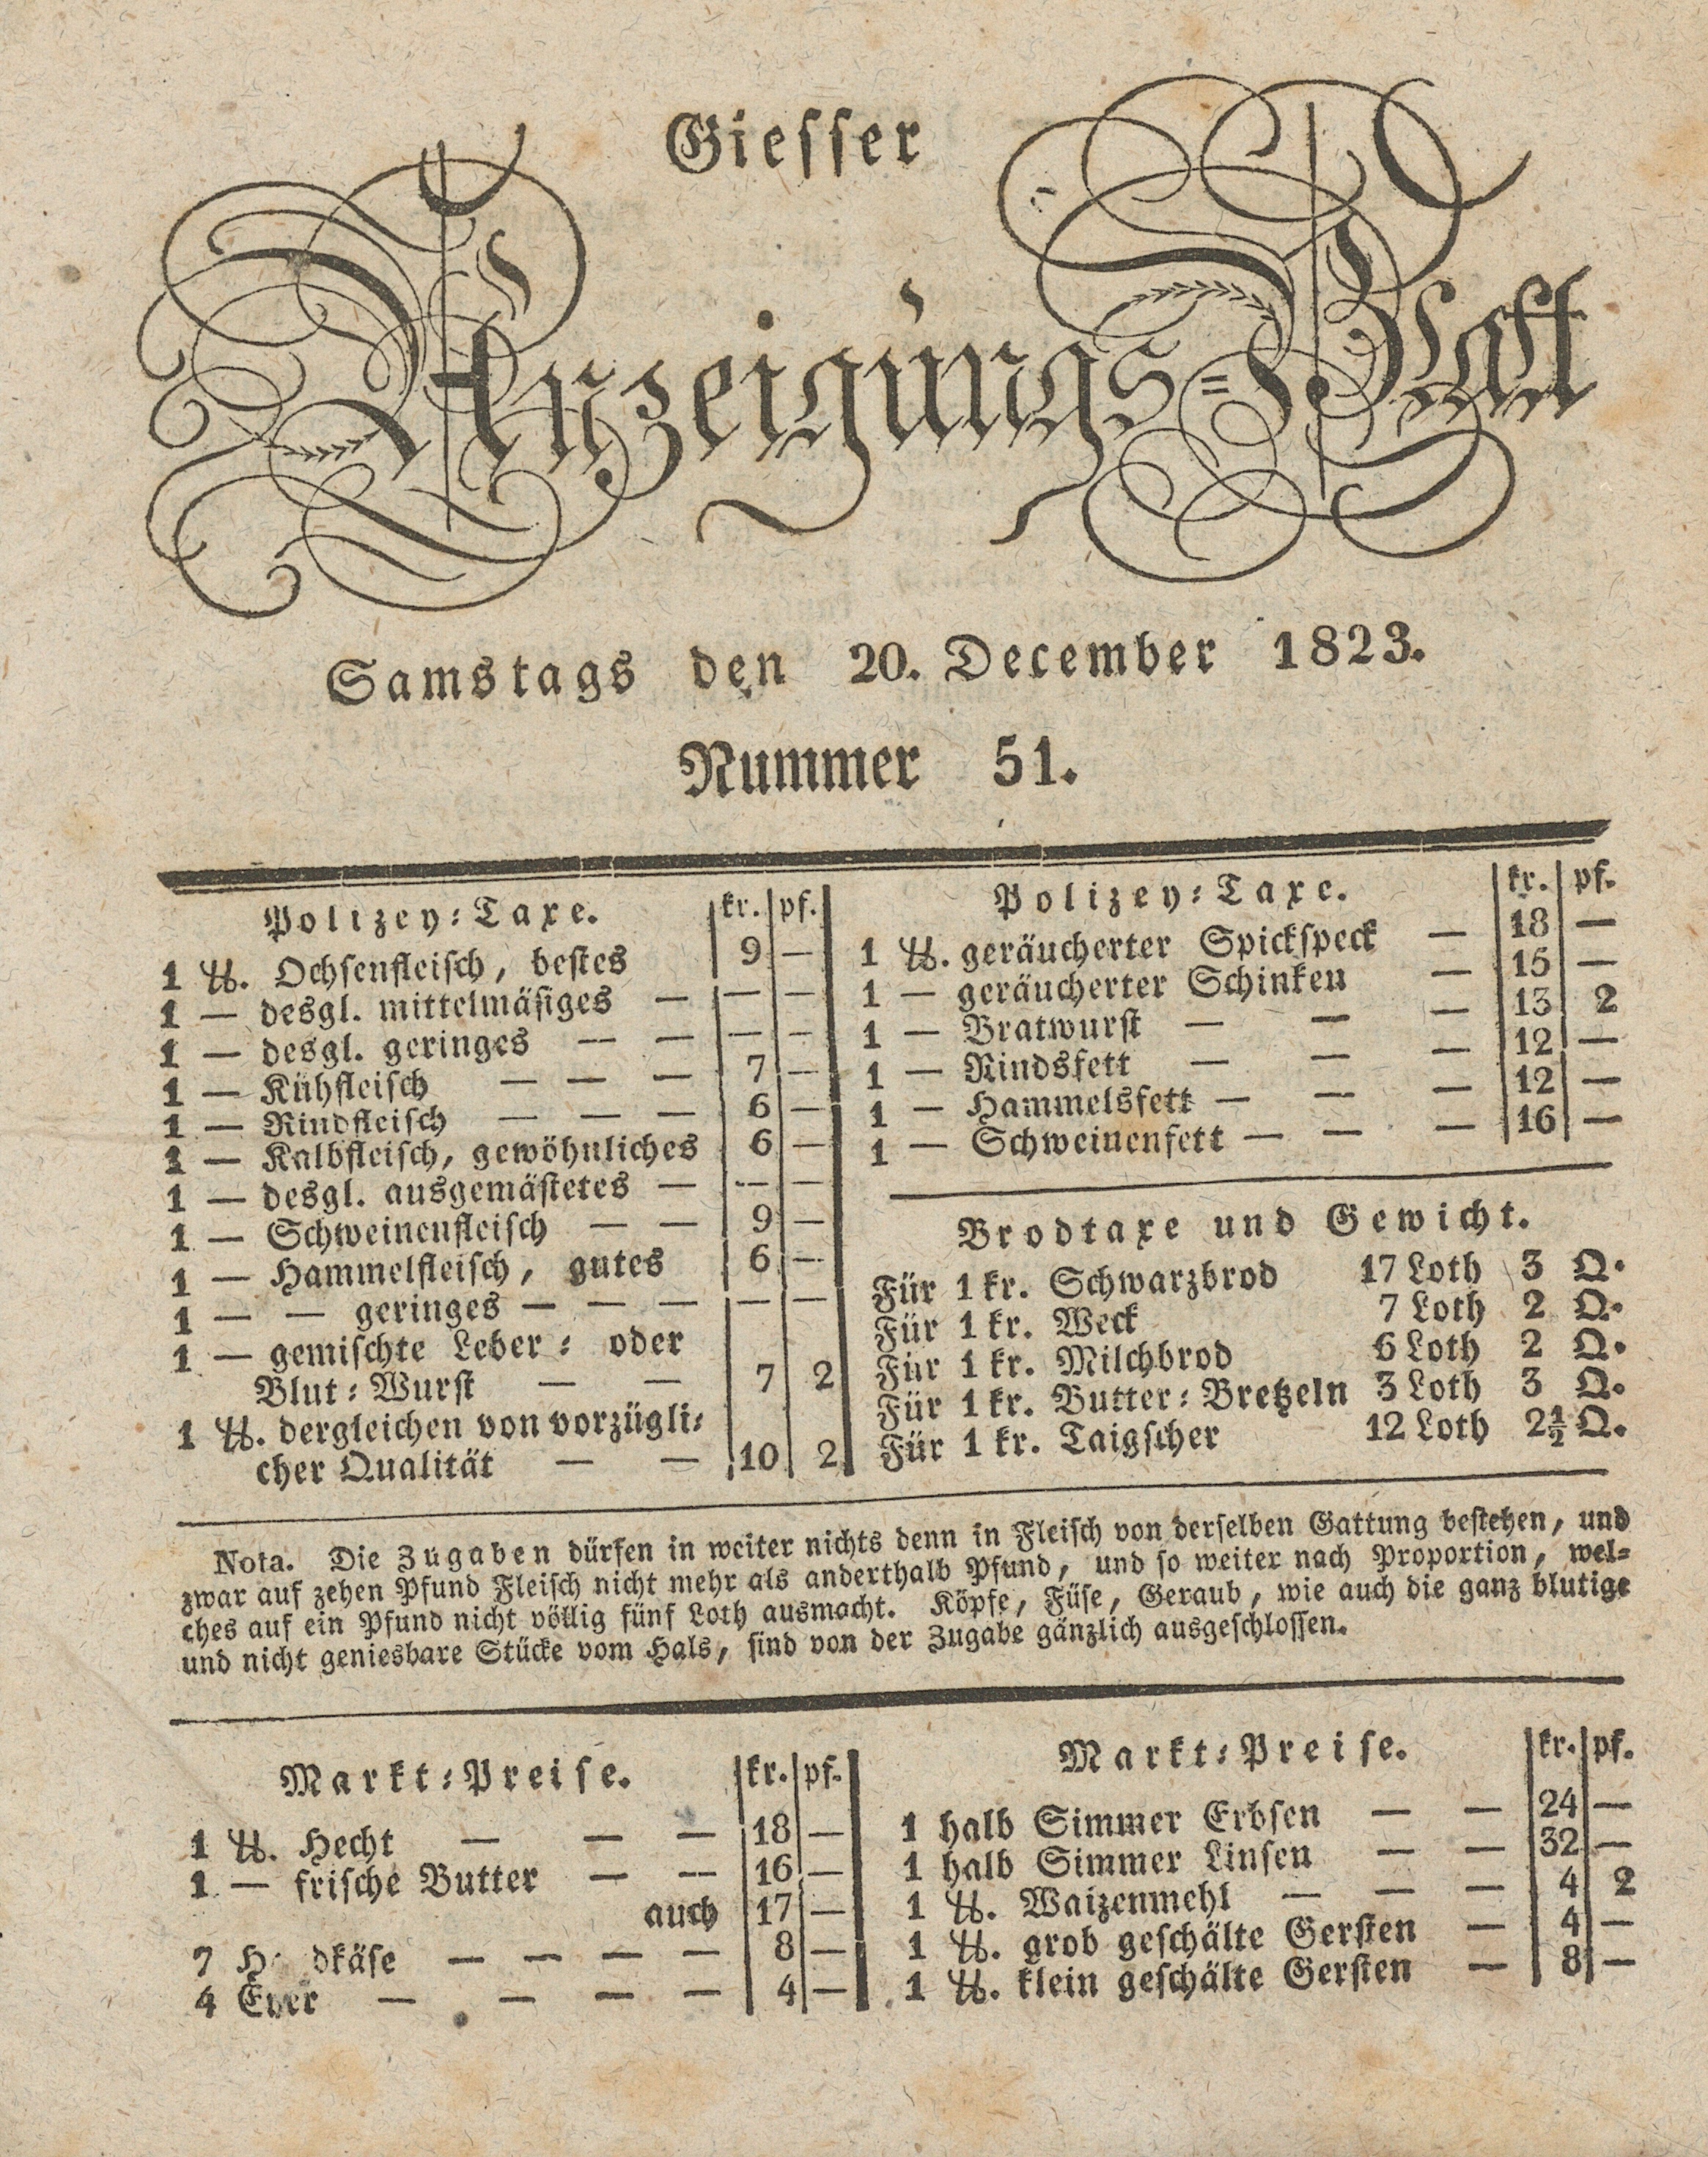 Giesser
Anzeigungs=Blatt
Samstags den 20. December 1823.
Nummer 51.
Polizey=Taxe. kr. pf.
1 ℔. Ochsenfleisch, bestes 9 —
1 — desgl. mittelmäsiges — — —
1 — desgl. geringes — — — —
1 — Kühfleisch — — — 7 —
1 — Rindfleisch — — — 6 —
1 — Kalbfleisch, gewöhnliches 6 —
1 — desgl. ausgemästetes — — —
1 — Schweinenfleisch — — 9 —
1 — Hammelfleisch, gutes 6 —
1 — — geringes — — — — —
1 — gemischte Leber= oder
Blut=Wurst — — 7 2
1 ℔. dergleichen von vorzügli=
cher Qualität — — 10 2
Polizey=Taxe. kr. pf.
1 ℔. geräucherter Spickspeck — 18 —
1 — geräucherter Schinken — 15 —
1 — Bratwurst — — — 13 2
1 — Rindsfett — — — 12 —
1 — Hammelsfett — — — 12 —
1 — Schweinenfett — — — 16 —
Brodtaxe und Gewicht.
Für 1 kr. Schwarzbrod 17 Loth 3 Q.
Für 1 kr. Weck 7 Loth 2 Q.
Für 1 kr. Milchbrod 6 Loth 2 Q.
Für 1 kr. Butter=Bretzeln 3 Loth 3 Q.
Für 1 kr. Taigscher 12 Loth 2½ Q.
Nota. Die Zugaben dürfen in weiter nichts denn in Fleisch von derselben Gattung bestehen, und
zwar auf zehen Pfund Fleisch nicht mehr als anderthalb Pfund, und so weiter nach Proportion, wel=
ches auf ein Pfund nicht völlig fünf Loth ausmacht. Köpfe, Füse, Geraub, wie auch die ganz blutige
und nicht geniesbare Stücke vom Hals, sind von der Zugabe gänzlich ausgeschlossen.
Markt=Preise. kr. pf.
1 ℔. Hecht — — — 18 —
1 — frische Butter — — 16 —
auch 17 —
7 — — — — 8 —
4 Eyer — — — — 4 —
Markt=Preise. kr. pf.
1 halb Simmer Erbsen — — 24 —
1 halb Simmer Linsen — — 32 —
1 ℔. Waizenmehl — — — 4 2
1 ℔. grob geschälte Gersten — 4 —
1 ℔. klein geschälte Gersten — 8 —